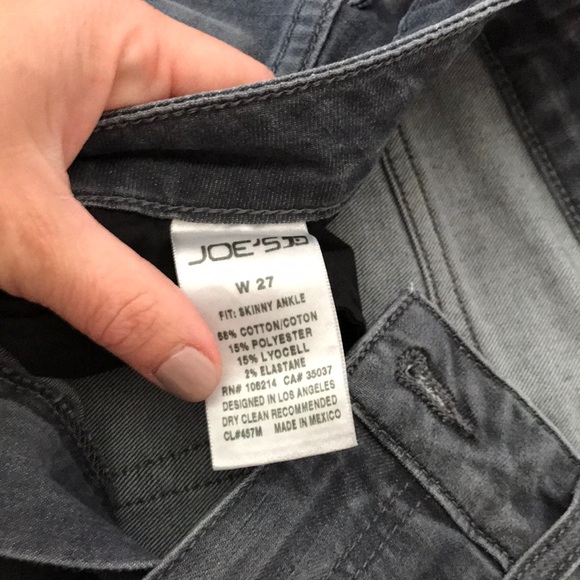 JOE'S
W 27
FIT: SKINNY ANKLE
68% COTTON/COTON
15% POLYESTER
15% LYOCELL
2% ELASTANE
RN# 106214 CA# 35037
DESIGNED IN LOS ANGELES
DRY CLEAN RECOMMENDED
CL#457M MADE IN MEXICO